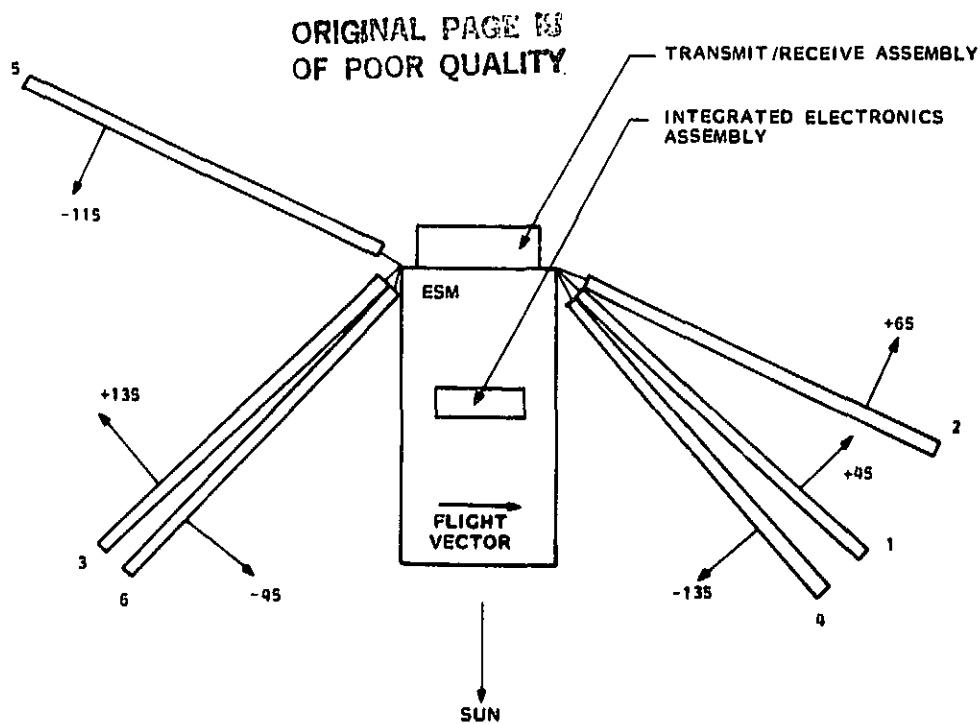 ORIGINAL PAGE IS
OF POOR QUALITY
5
TRANSMIT/RECEIVE ASSEMBLY
INTEGRATED ELECTRONICS
ASSEMBLY
-115
ESM
+65
2
+135
+45
FLIGHT
VECTOR
3
1
6
-45
-135
4
SUN